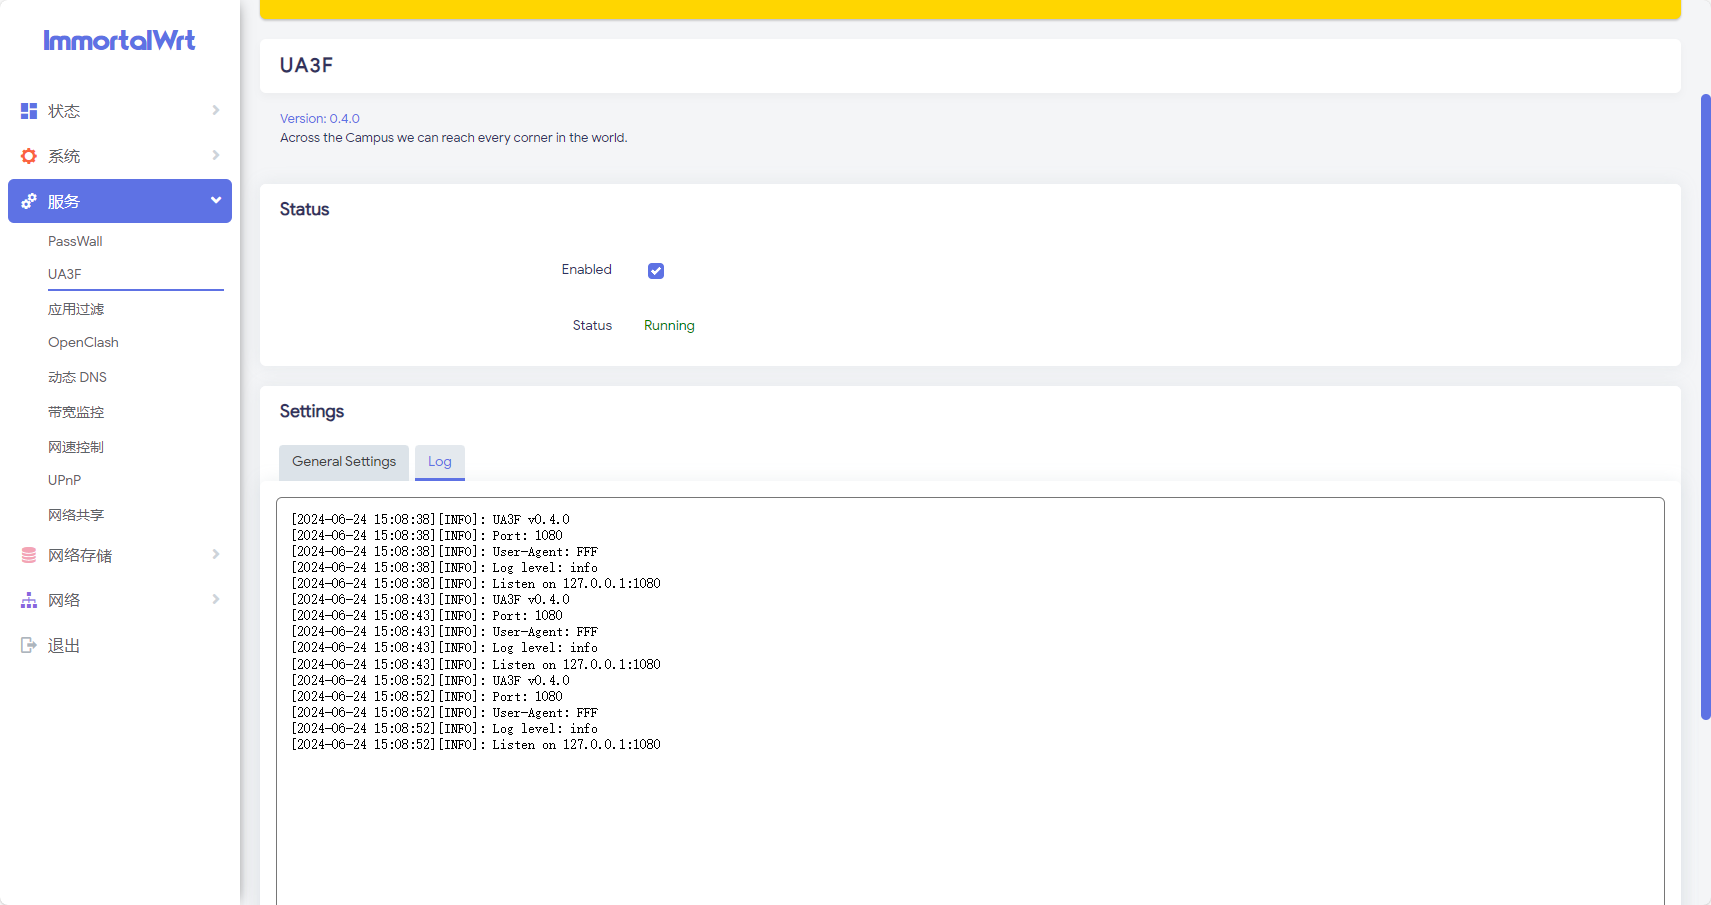 ImmortalWrt
状态
系统
服务
PassWall
UA3F
应用过滤
OpenClash
动态 DNS
带宽监控
网速控制
UPnP
网络共享
网络存储
网络
退出
UA3F
Version: 0.4.0
Across the Campus we can reach every corner in the world.
Status
Enabled
Status Running
Settings
General Settings Log
[2024-06-24 15:08:38][INFO]: UA3F v0.4.0
[2024-06-24 15:08:38][INFO]: Port: 1080
[2024-06-24 15:08:38][INFO]: User-Agent: FFF
[2024-06-24 15:08:38][INFO]: Log level: info
[2024-06-24 15:08:38][INFO]: Listen on 127.0.0.1:1080
[2024-06-24 15:08:43][INFO]: UA3F v0.4.0
[2024-06-24 15:08:43][INFO]: Port: 1080
[2024-06-24 15:08:43][INFO]: User-Agent: FFF
[2024-06-24 15:08:43][INFO]: Log level: info
[2024-06-24 15:08:43][INFO]: Listen on 127.0.0.1:1080
[2024-06-24 15:08:52][INFO]: UA3F v0.4.0
[2024-06-24 15:08:52][INFO]: Port: 1080
[2024-06-24 15:08:52][INFO]: User-Agent: FFF
[2024-06-24 15:08:52][INFO]: Log level: info
[2024-06-24 15:08:52][INFO]: Listen on 127.0.0.1:1080